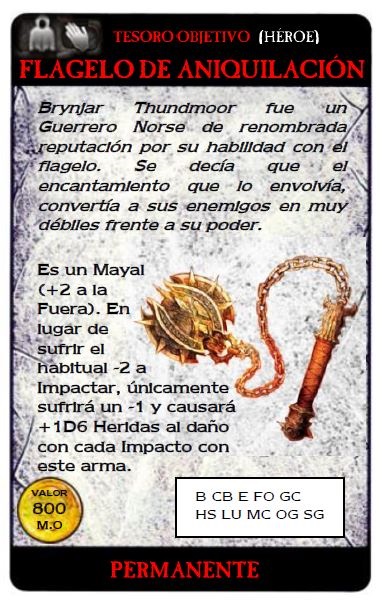 TESORO OBJETIVO (HÉROE)
FLAGELO DE ANIQUILACIÓN
Brynjar Thundmoor fue un
Guerrero Norse de renombrada
reputación por su habilidad con el
flagelo. Se decía que el
encantamiento que lo envolvía,
convertía a sus enemigos en muy
débiles frente a su poder.
Es un Mayal
(+2 a la
Fuera). En
lugar de
sufrir el
habitual -2 a
Impactar, únicamente
sufrirá un -1 y causará
+1D6 Heridas al daño
con cada Impacto con
este arma.
VALOR
800
M.O
B CB E FO GC
HS LU MC OG SG
PERMANENTE